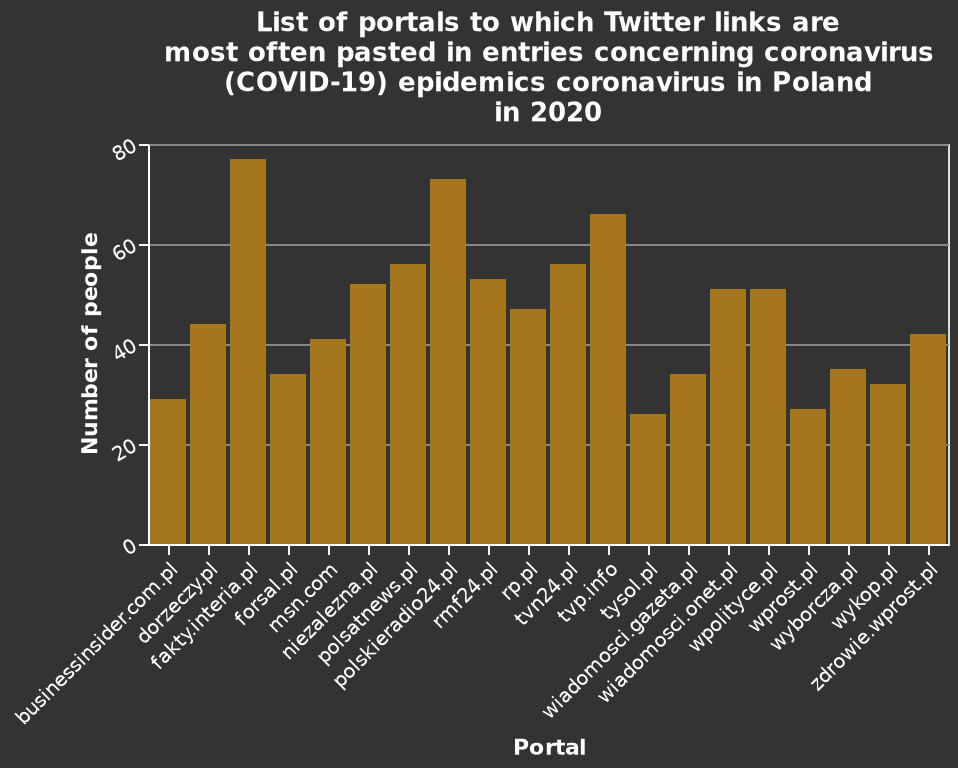 List of portals to which Twitter links are
most often pasted in entries concerning coronavirus
(COVID-19) epidemics coronavirus in Poland
in 2020
Number of people
80
60
40
20
0
businessinsider.com.pl
dorzeczy.pl
fakty.interia.pl
forsal.pl
msn.com
niezalezna.pl
polsatnews.pl
polskieradio24.pl
rmf24.pl
rp.pl
tvn24.pl
tvp.info
tysol.pl
wiadomosci.gazeta.pl
wiadomosci.onet.pl
wpolityce.pl
wprost.pl
wyborcza.pl
wykop.pl
zdrowie.wprost.pl
Portal